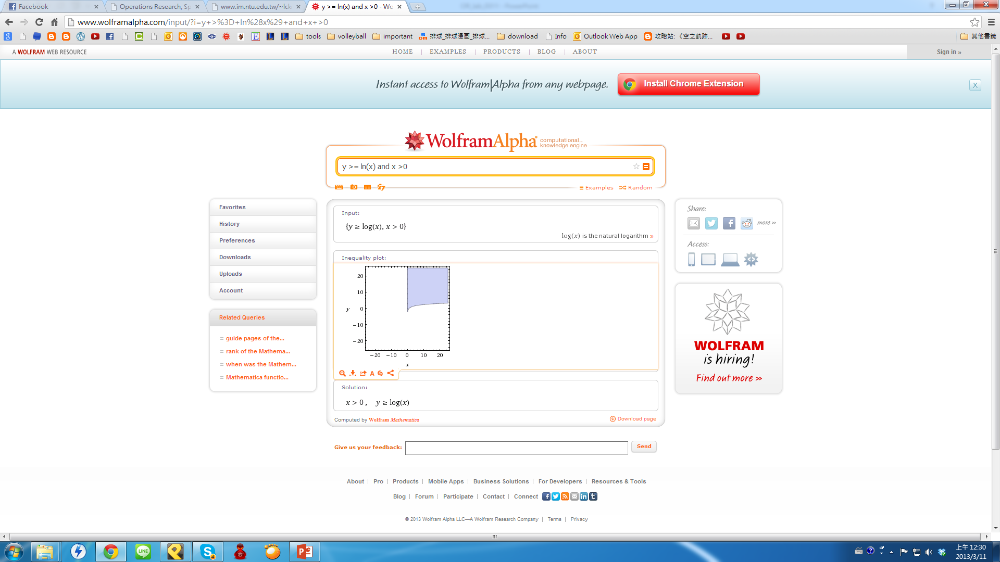 Facebook
Operations Research, Sp
www.im.ntu.edu.tw/~lck
y >= ln(x) and x >0 - Wo
www.wolframalpha.com/input/?i=y+>%3D+ln%28x%29+and+x+>0
tools
volleyball
important
排球_排球漫画_排球...
download
Info
Outlook Web App
攻略站:《空之軌跡...
其他書籤
A WOLFRAM WEB RESOURCE
HOME | EXAMPLES | PRODUCTS | BLOG | ABOUT
Sign in »
Instant access to Wolfram|Alpha from any webpage.
Install Chrome Extension
X
WolframAlpha computational...
knowledge engine
y >= ln(x) and x >0
Examples Random
Favorites
History
Preferences
Downloads
Uploads
Account
Related Queries
guide pages of the...
rank of the Mathema...
when was the Mathem...
Mathematica functio...
Input:
{y ≥ log(x), x > 0}
log(x) is the natural logarithm »
Inequality plot:
20
10
y 0
−10
−20
−20 −10 0 10 20
x
A
Solution:
x > 0 , y ≥ log(x)
Computed by Wolfram Mathematica
Download page
Share:
more »
Access:
WOLFRAM
is hiring!
Find out more »
Give us your feedback:
Send
About | Pro | Products | Mobile Apps | Business Solutions | For Developers | Resources & Tools
Blog | Forum | Participate | Contact | Connect
© 2013 Wolfram Alpha LLC—A Wolfram Research Company | Terms | Privacy
LINE
上午 12:30
2013/3/11